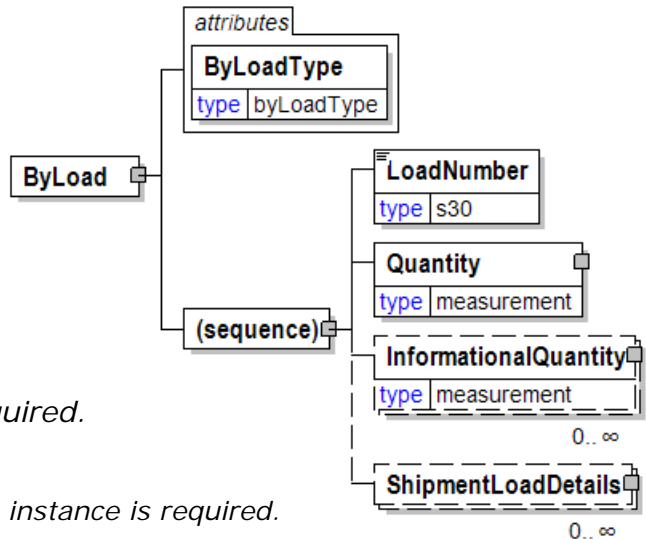 attributes
ByLoadType
type byLoadType
ByLoad
LoadNumber
type s30
Quantity
type measurement
(sequence)
InformationalQuantity
type measurement
0.. ∞
instance is required.
ShipmentLoadDetails
0.. ∞